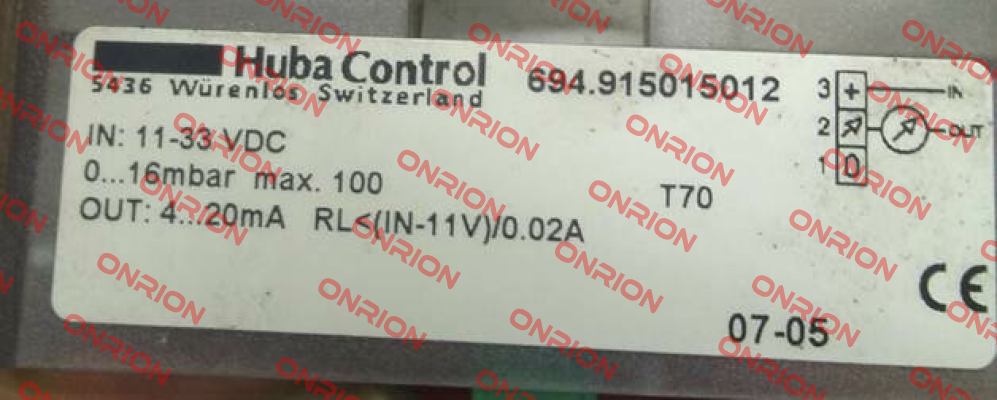 Huba Control
5436 Würenlos Switzerland
694.915015012
3 + IN
2 OUT
1 0
IN: 11-33 VDC
0...16mbar max. 100
T70
OUT: 4...20mA RL≤(IN-11V)/0.02A
CE
07-05
ONRION